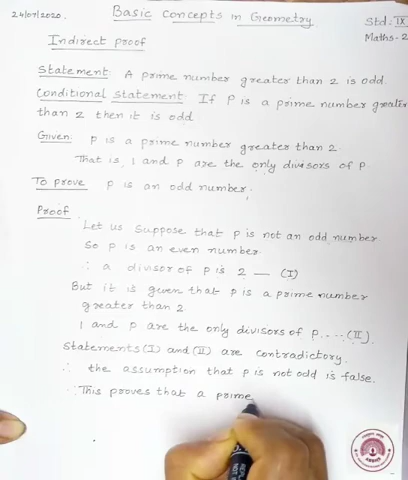 24/07/2020.
Basic Concepts in Geometry
Std: IX
Maths-2
Indirect proof
Statement: A prime number greater than 2 is odd.
Conditional statement: If P is a prime number greater
than 2 then it is odd.
Given: P is a prime number greater than 2.
That is, 1 and p are the only divisors of p.
To prove p is an odd number.
Proof
Let us suppose that p is not an odd number
So p is an even number.
∴ a divisor of p is 2 — (I)
But it is given that p is a prime number
greater than 2
1 and p are the only divisors of p....(II)
Statements (I) and (II) are contradictory.
∴ the assumption that p is not odd is false.
This proves that a prime